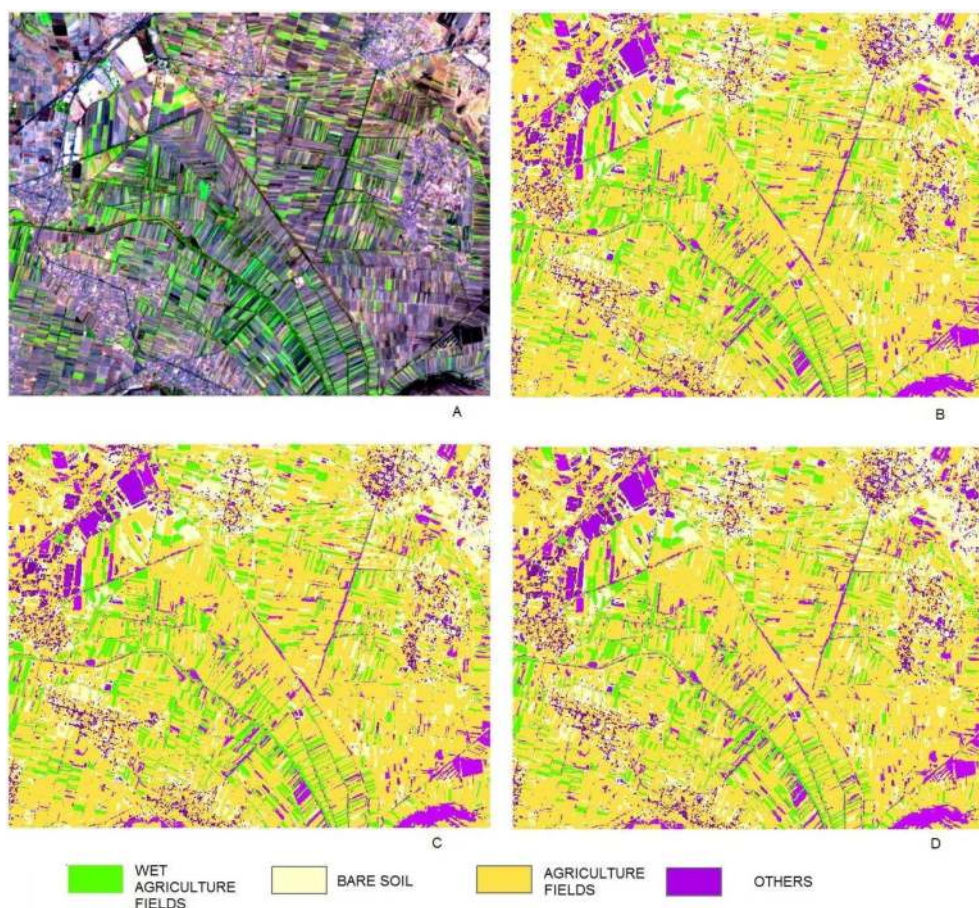 A
B
C
D
WET
AGRICULTURE
FIELDS
BARE SOIL
AGRICULTURE
FIELDS
OTHERS